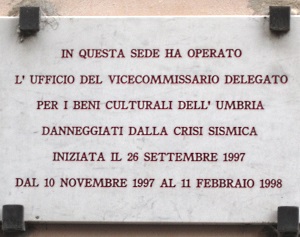 IN QUESTA SEDE HA OPERATO
L' UFFICIO DEL VICECOMMISSARIO DELEGATO
PER I BENI CULTURALI DELL' UMBRIA
DANNEGGIATI DALLA CRISI SISMICA
INIZIATA IL 26 SETTEMBRE 1997
DAL 10 NOVEMBRE 1997 AL 11 FEBBRAIO 1998